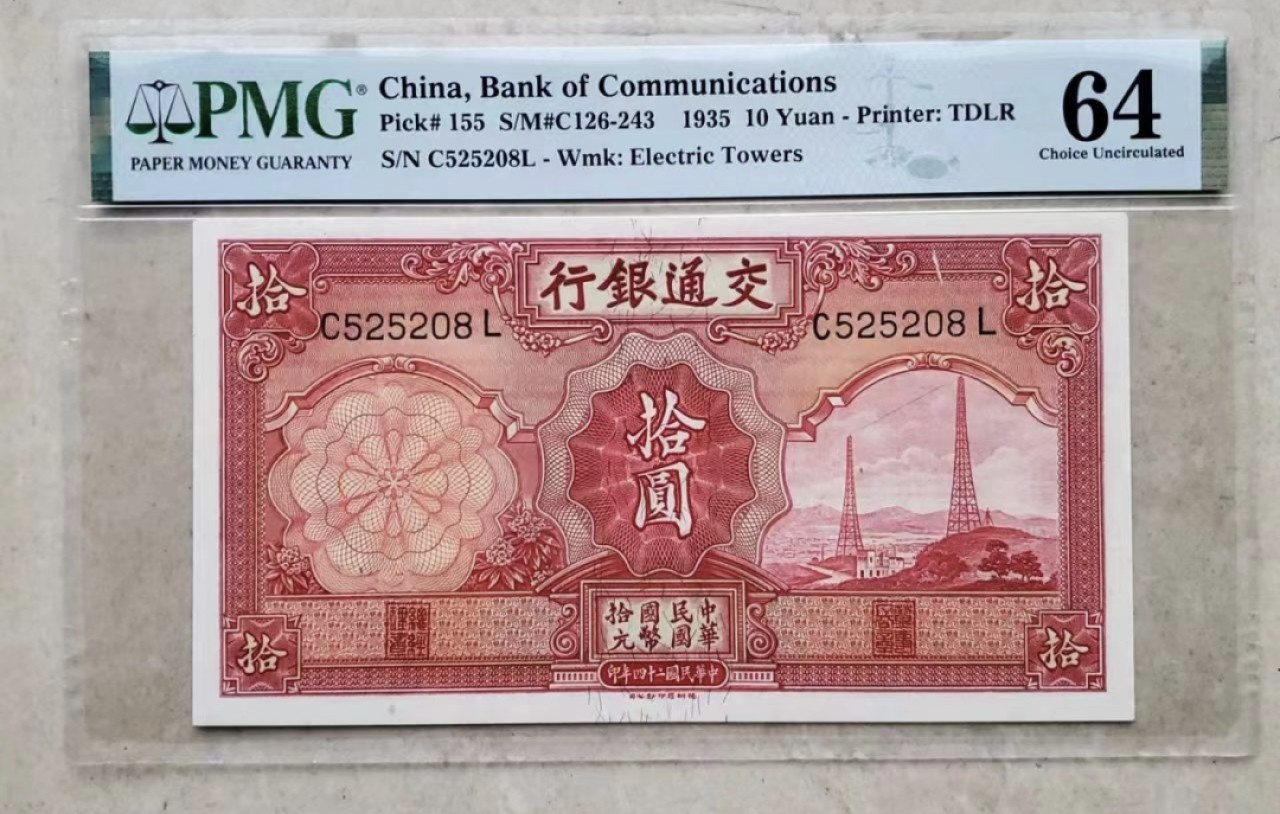 PMG®
PAPER MONEY GUARANTY
China, Bank of Communications
Pick# 155 S/M#C126-243 1935 10 Yuan - Printer: TDLR
S/N C525208L - Wmk: Electric Towers
64
Choice Uncirculated
拾
交通銀行
拾
C525208 L
C525208 L
拾圓
中華
民國
國幣
拾元
拾
拾
中華民國二十四年印